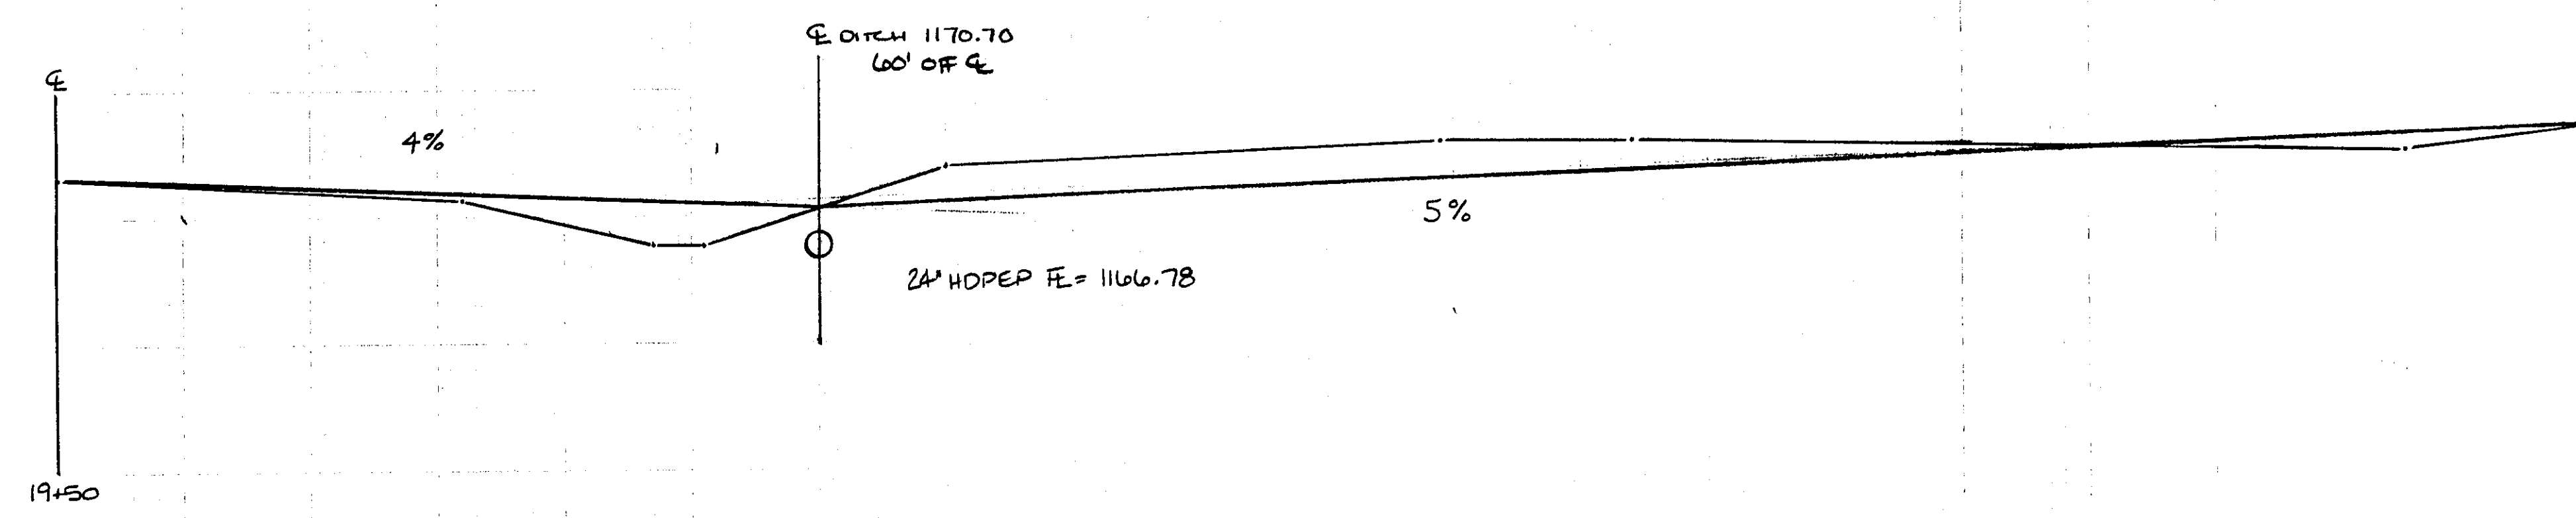 ℄ DITCH 1170.70
60' OFF ℄
℄
4%
5%
24" HDPEP FL = 1166.78
19+50